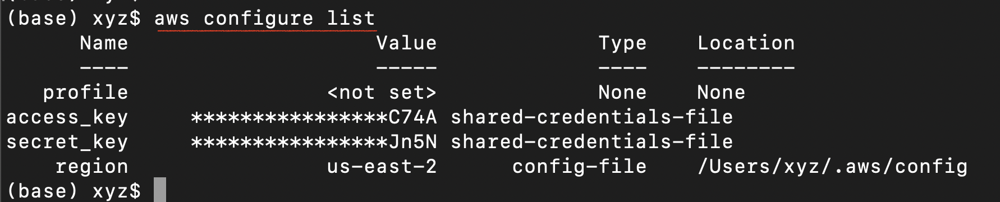 (base) xyz$ aws configure list
      Name                    Value             Type    Location
      ----                    -----             ----    --------
   profile                <not set>             None    None
access_key     ****************C74A shared-credentials-file
secret_key     ****************Jn5N shared-credentials-file
    region                us-east-2      config-file    /Users/xyz/.aws/config
(base) xyz$